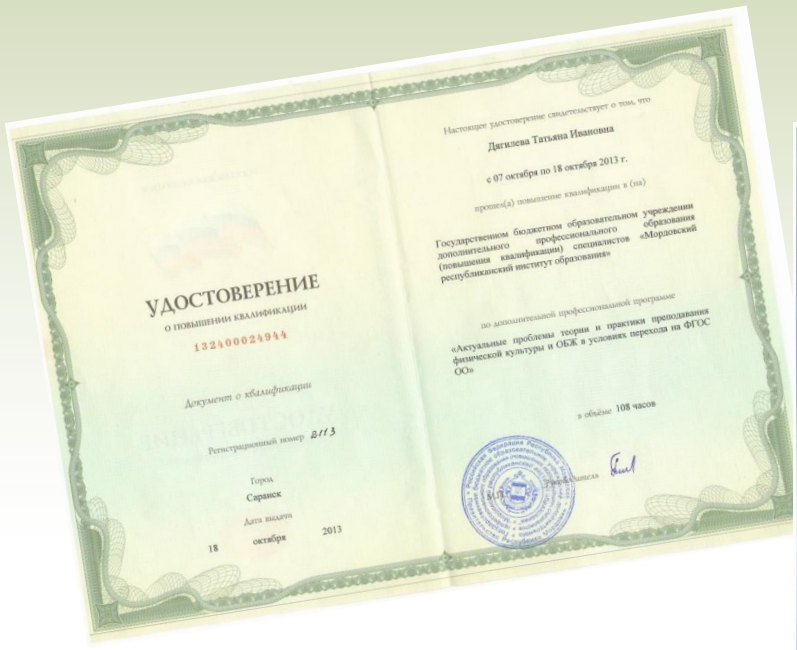 УДОСТОВЕРЕНИЕ
О ПОВЫШЕНИИ КВАЛИФИКАЦИИ
132400024944
Документ о квалификации
Регистрационный номер 2113
Город
Саранск
Дата выдачи
18 октября 2013
Настоящее удостоверение свидетельствует о том, что
Дягилева Татьяна Ивановна
с 07 октября по 18 октября 2013 г.
прошел(а) повышение квалификации в (на)
Государственном бюджетном образовательном учреждении
дополнительного профессионального образования
(повышения квалификации) специалистов «Мордовский
республиканский институт образования»
по дополнительной профессиональной программе
«Актуальные проблемы теории и практики преподавания
физической культуры и ОБЖ в условиях перехода на ФГОС
ОО»
в объёме 108 часов
М.П. Руководитель